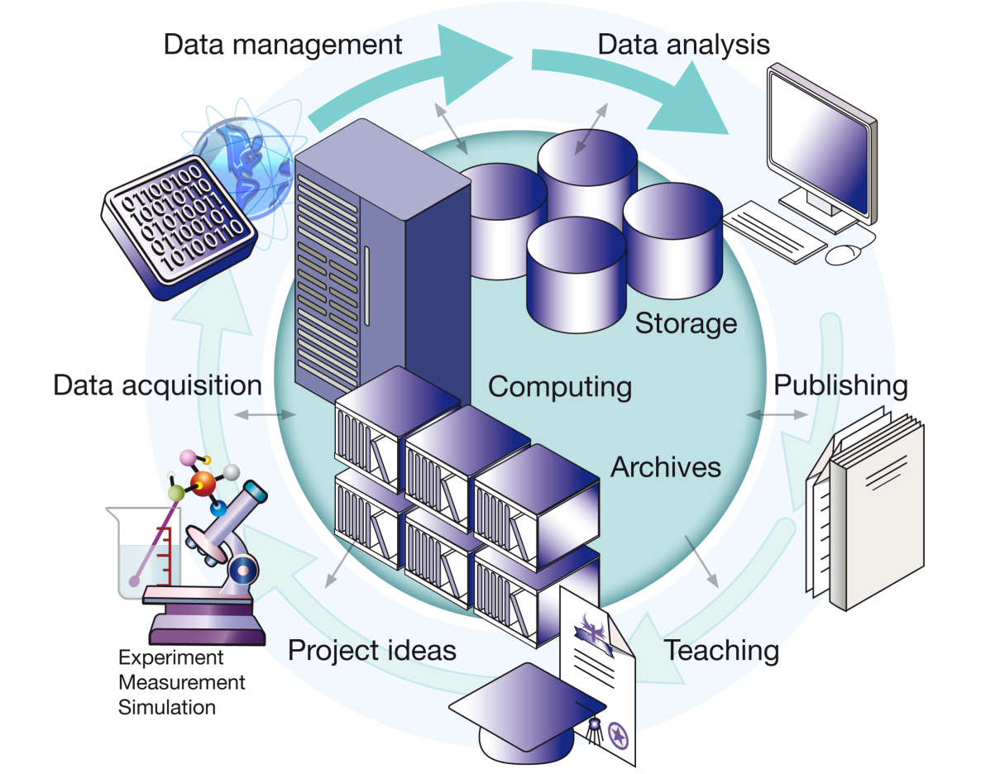 Data management
Data analysis
01100100
10010110
01010011
01100101
10100110
Storage
Data acquisition
Computing
Publishing
Archives
Project ideas
Teaching
Experiment
Measurement
Simulation